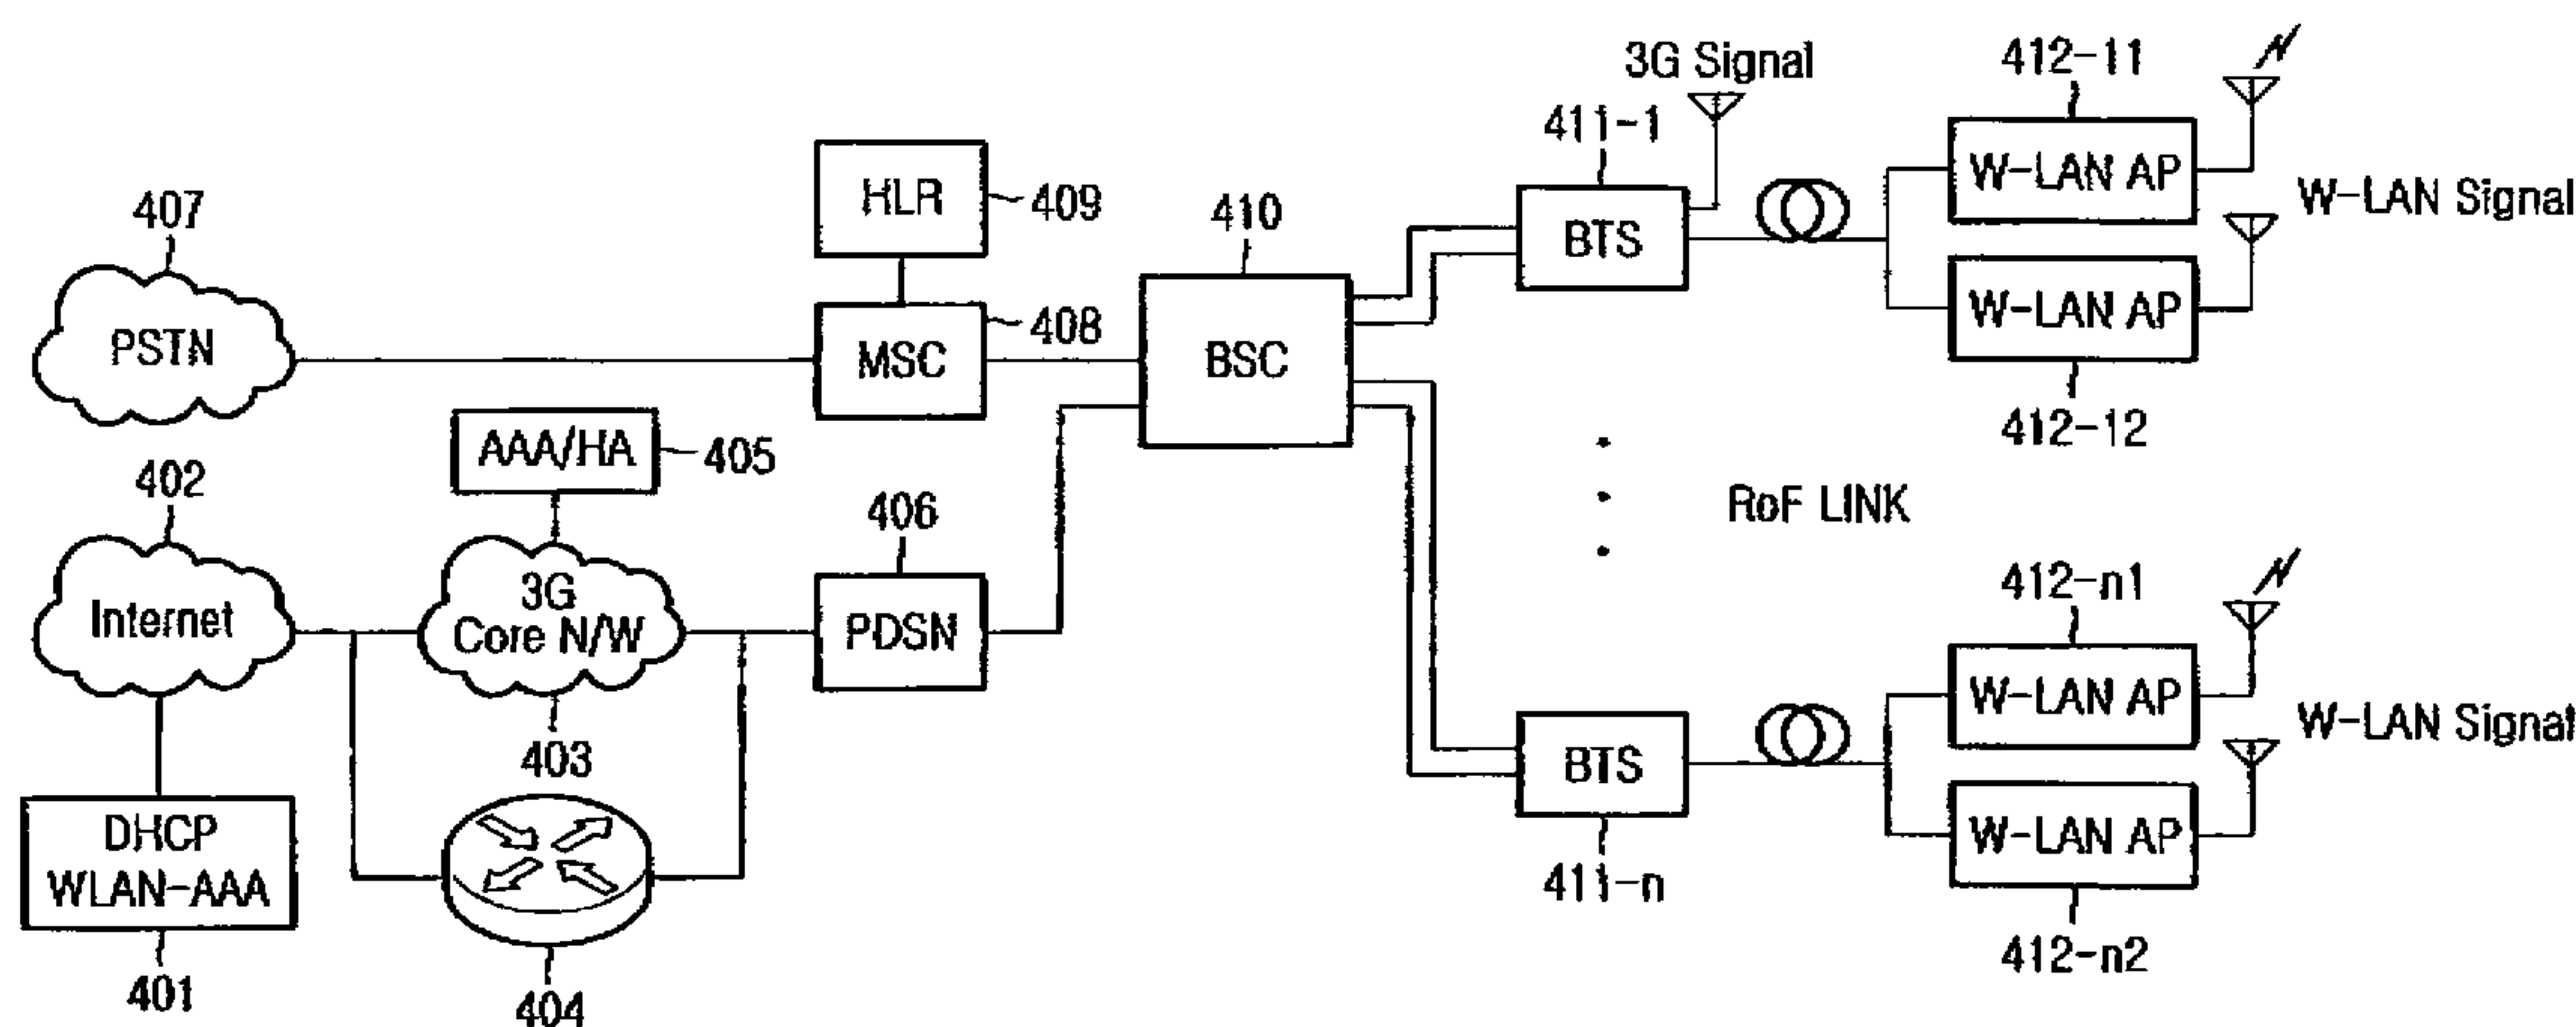 3G Signal
412-11
411-1
W-LAN AP
W-LAN Signal
HLR
409
407
410
BTS
408
PSTN
MSC
BSC
W-LAN AP
412-12
AAA/HA
405
402
406
RoF LINK
Internet
3G
Core N/W
PDSN
412-n1
W-LAN AP
W-LAN Signal
403
BTS
DHCP
WLAN-AAA
W-LAN AP
411-n
412-n2
401
404